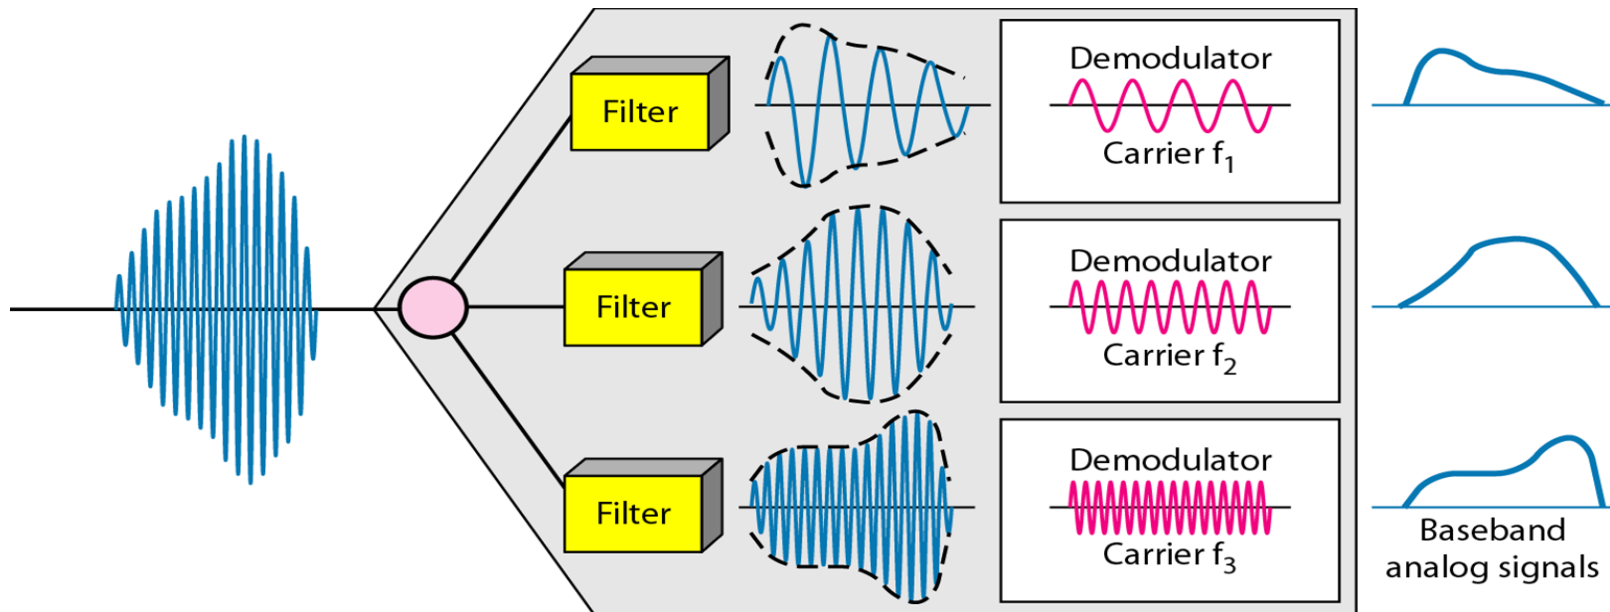 Filter
Demodulator
Carrier f₁
Filter
Demodulator
Carrier f₂
Filter
Demodulator
Carrier f₃
Baseband
analog signals